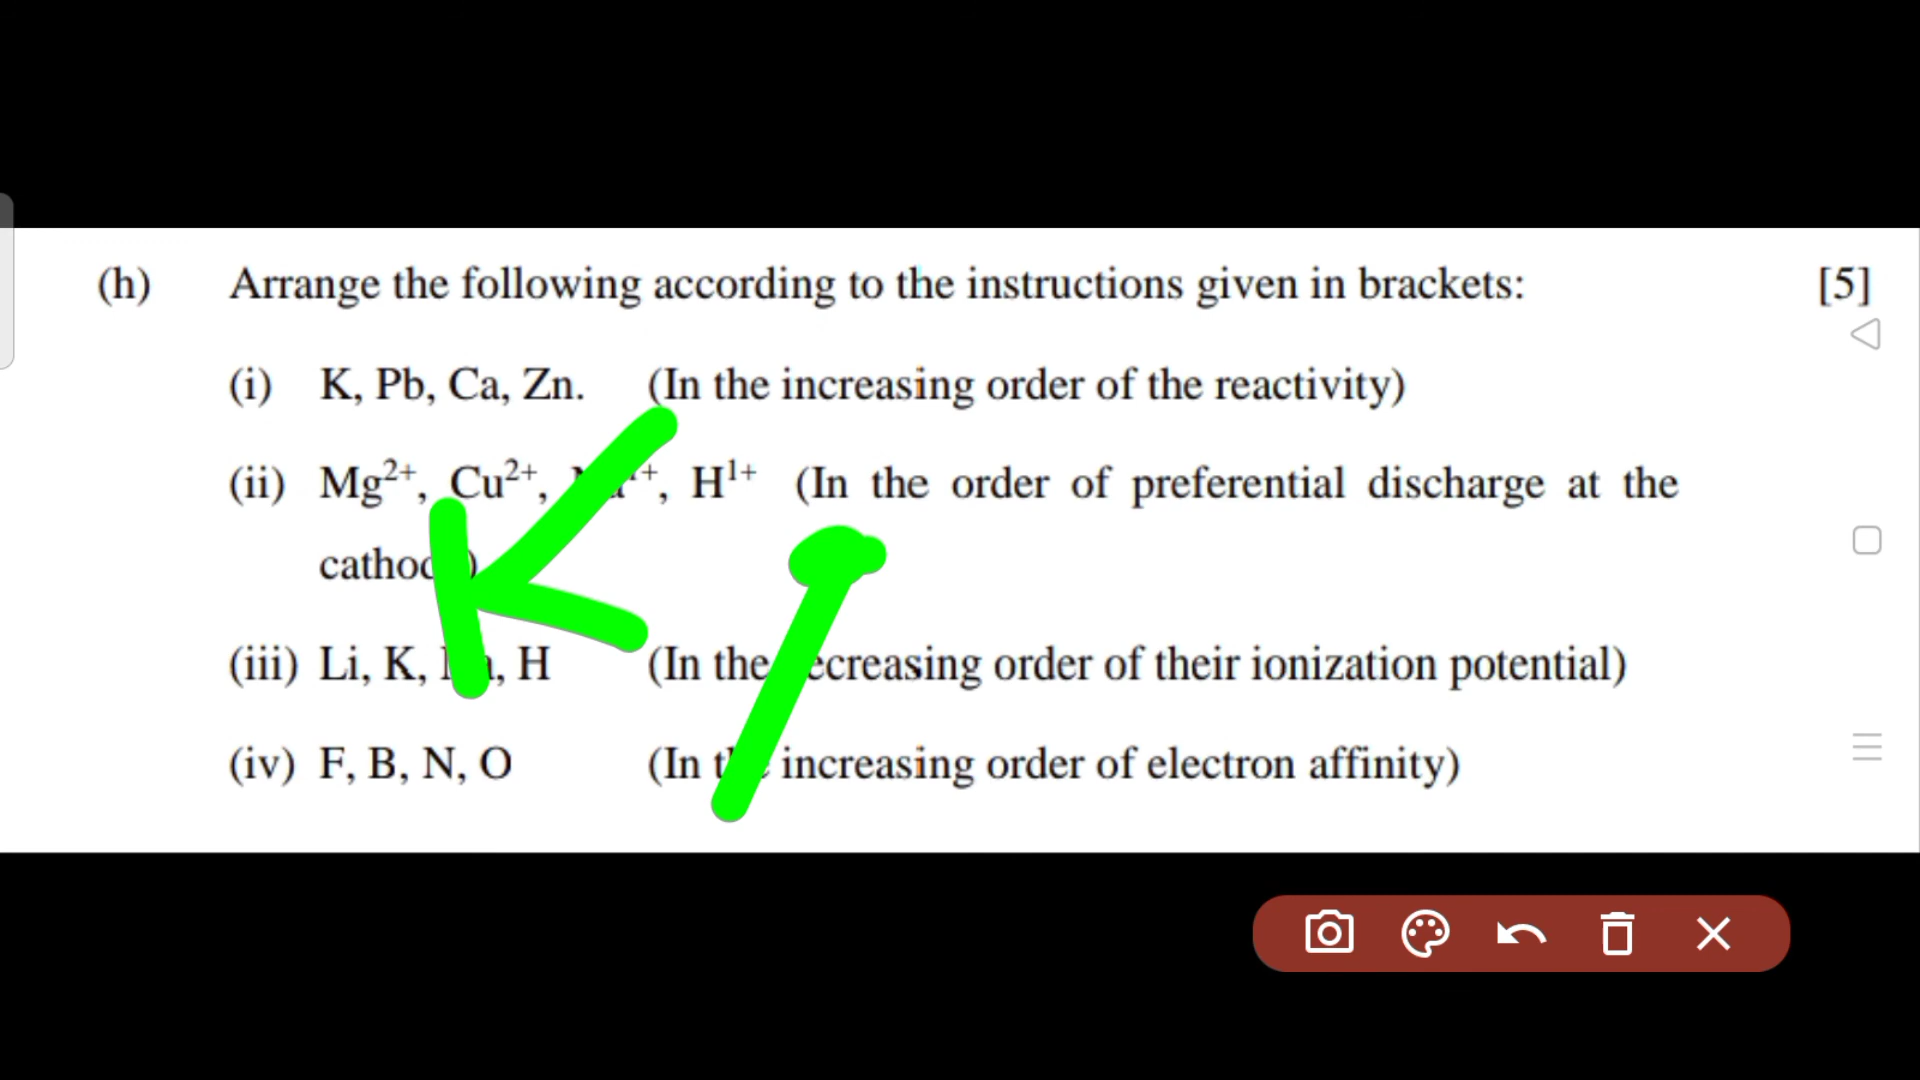 (h) Arrange the following according to the instructions given in brackets: [5]
(i) K, Pb, Ca, Zn. (In the increasing order of the reactivity)
(ii) Mg²⁺, Cu²⁺, H¹⁺ (In the order of preferential discharge at the
(iii) Li, K, H (In the order of their ionization potential)
(iv) F, B, N, O (In increasing order of electron affinity)